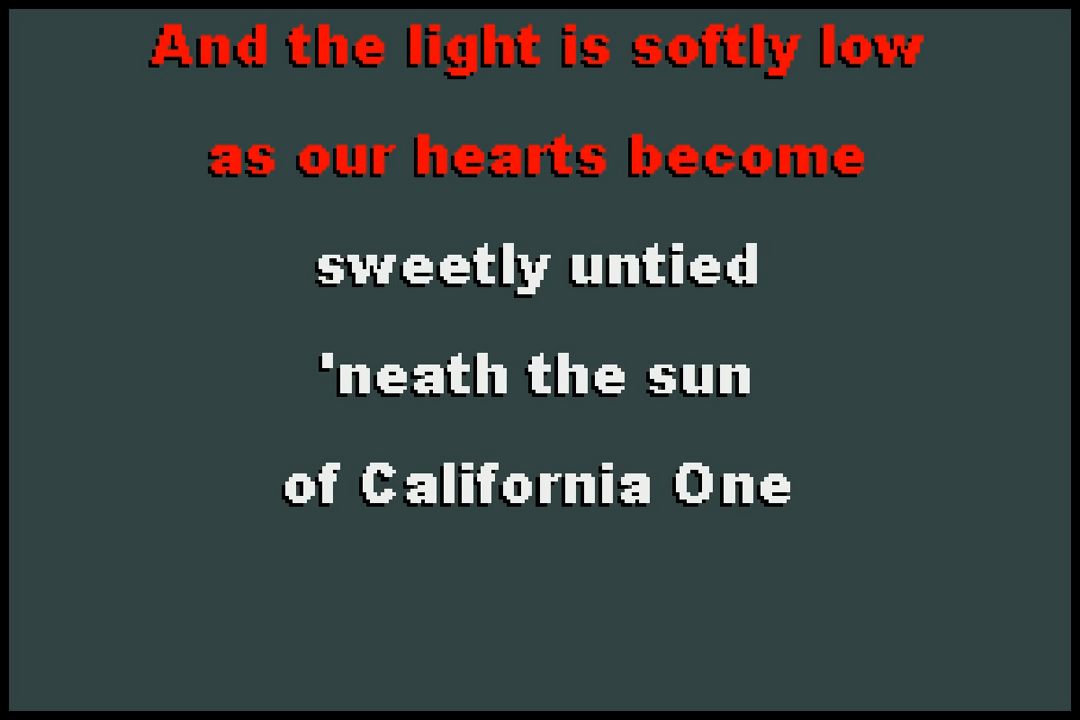 And the light is softly low
as our hearts become
sweetly untied
'neath the sun
of California One